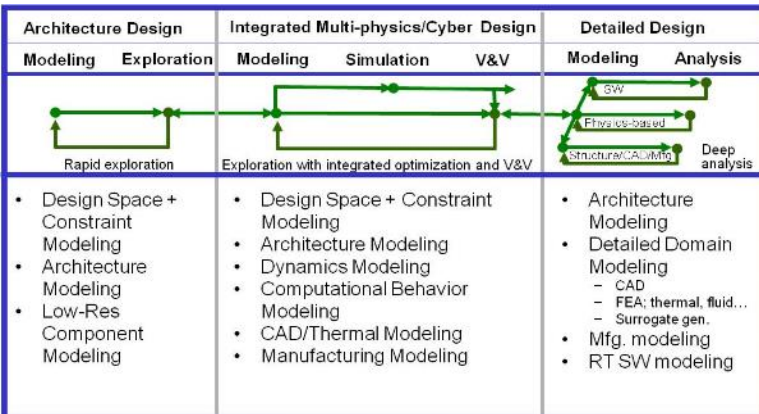 Architecture Design
Modeling Exploration
Rapid exploration
Integrated Multi-physics/Cyber Design
Modeling Simulation V&V
Exploration with integrated optimization and V&V
Detailed Design
Modeling Analysis
SW
Physics-based
Structure/CAD/Mfg
Deep
analysis
• Design Space +
Constraint
Modeling
• Architecture
Modeling
• Low-Res
Component
Modeling
• Design Space + Constraint
Modeling
• Architecture Modeling
• Dynamics Modeling
• Computational Behavior
Modeling
• CAD/Thermal Modeling
• Manufacturing Modeling
• Architecture
Modeling
• Detailed Domain
Modeling
– CAD
– FEA; thermal, fluid...
– Surrogate gen.
• Mfg. modeling
• RT SW modeling